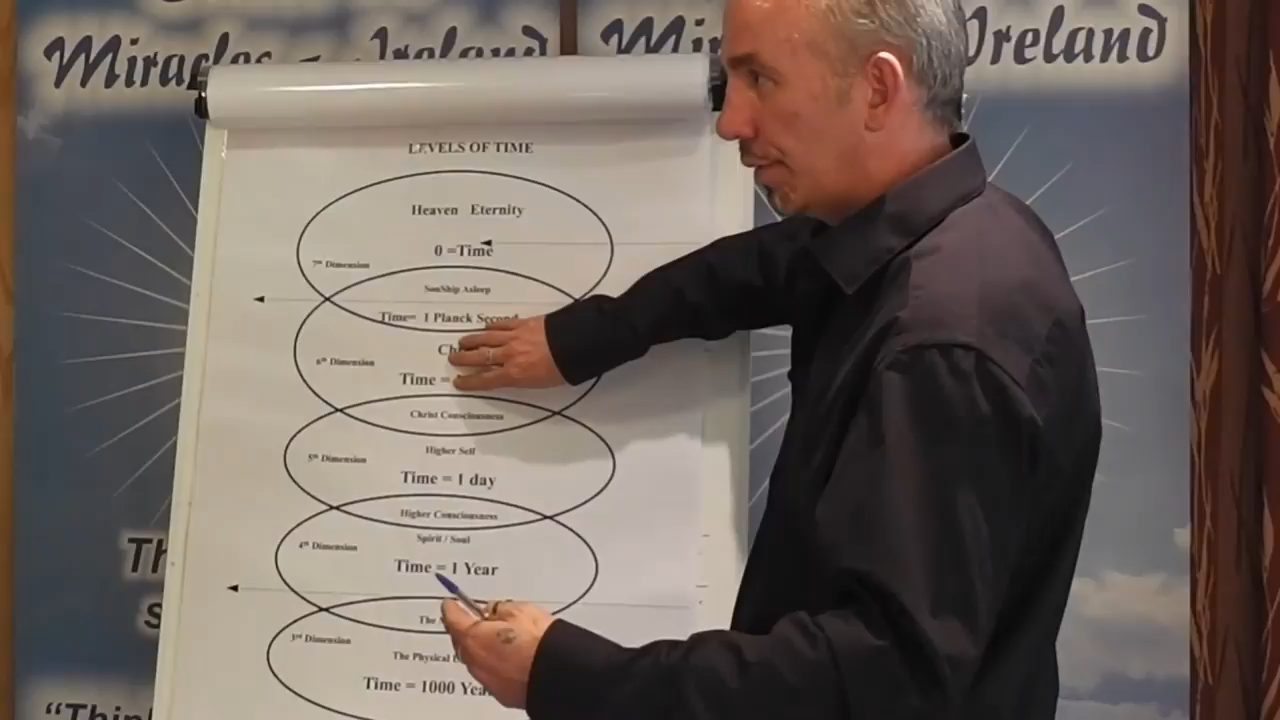 Miracles - Ireland
Ireland
LEVELS OF TIME
Heaven Eternity
0 =Time
7th Dimension
SonShip Asleep
Time= 1 Planck Second
6th Dimension
Time =
Christ Consciousness
Higher Self
5th Dimension
Time = 1 day
Higher Consciousness
Spirit / Soul
4th Dimension
Time = 1 Year
The
3rd Dimension
The Physical
Time = 1000
"Thin